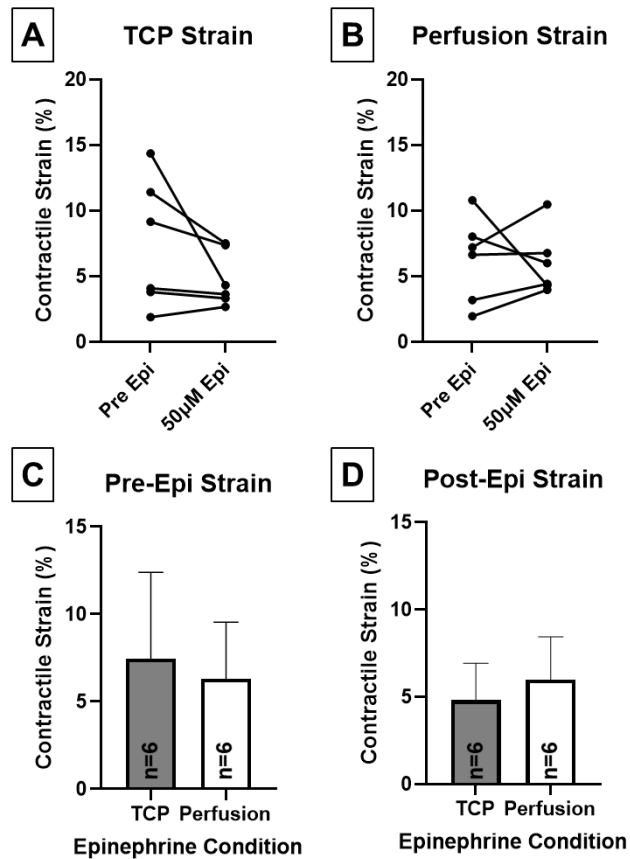 A
TCP Strain
Contractile Strain (%)
20
15
10
5
0
Pre Epi
50µM Epi
B
Perfusion Strain
Contractile Strain (%)
20
15
10
5
0
Pre Epi
50µM Epi
C
Pre-Epi Strain
Contractile Strain (%)
15
10
5
0
n=6
n=6
TCP Perfusion
Epinephrine Condition
D
Post-Epi Strain
Contractile Strain (%)
15
10
5
0
n=6
n=6
TCP Perfusion
Epinephrine Condition